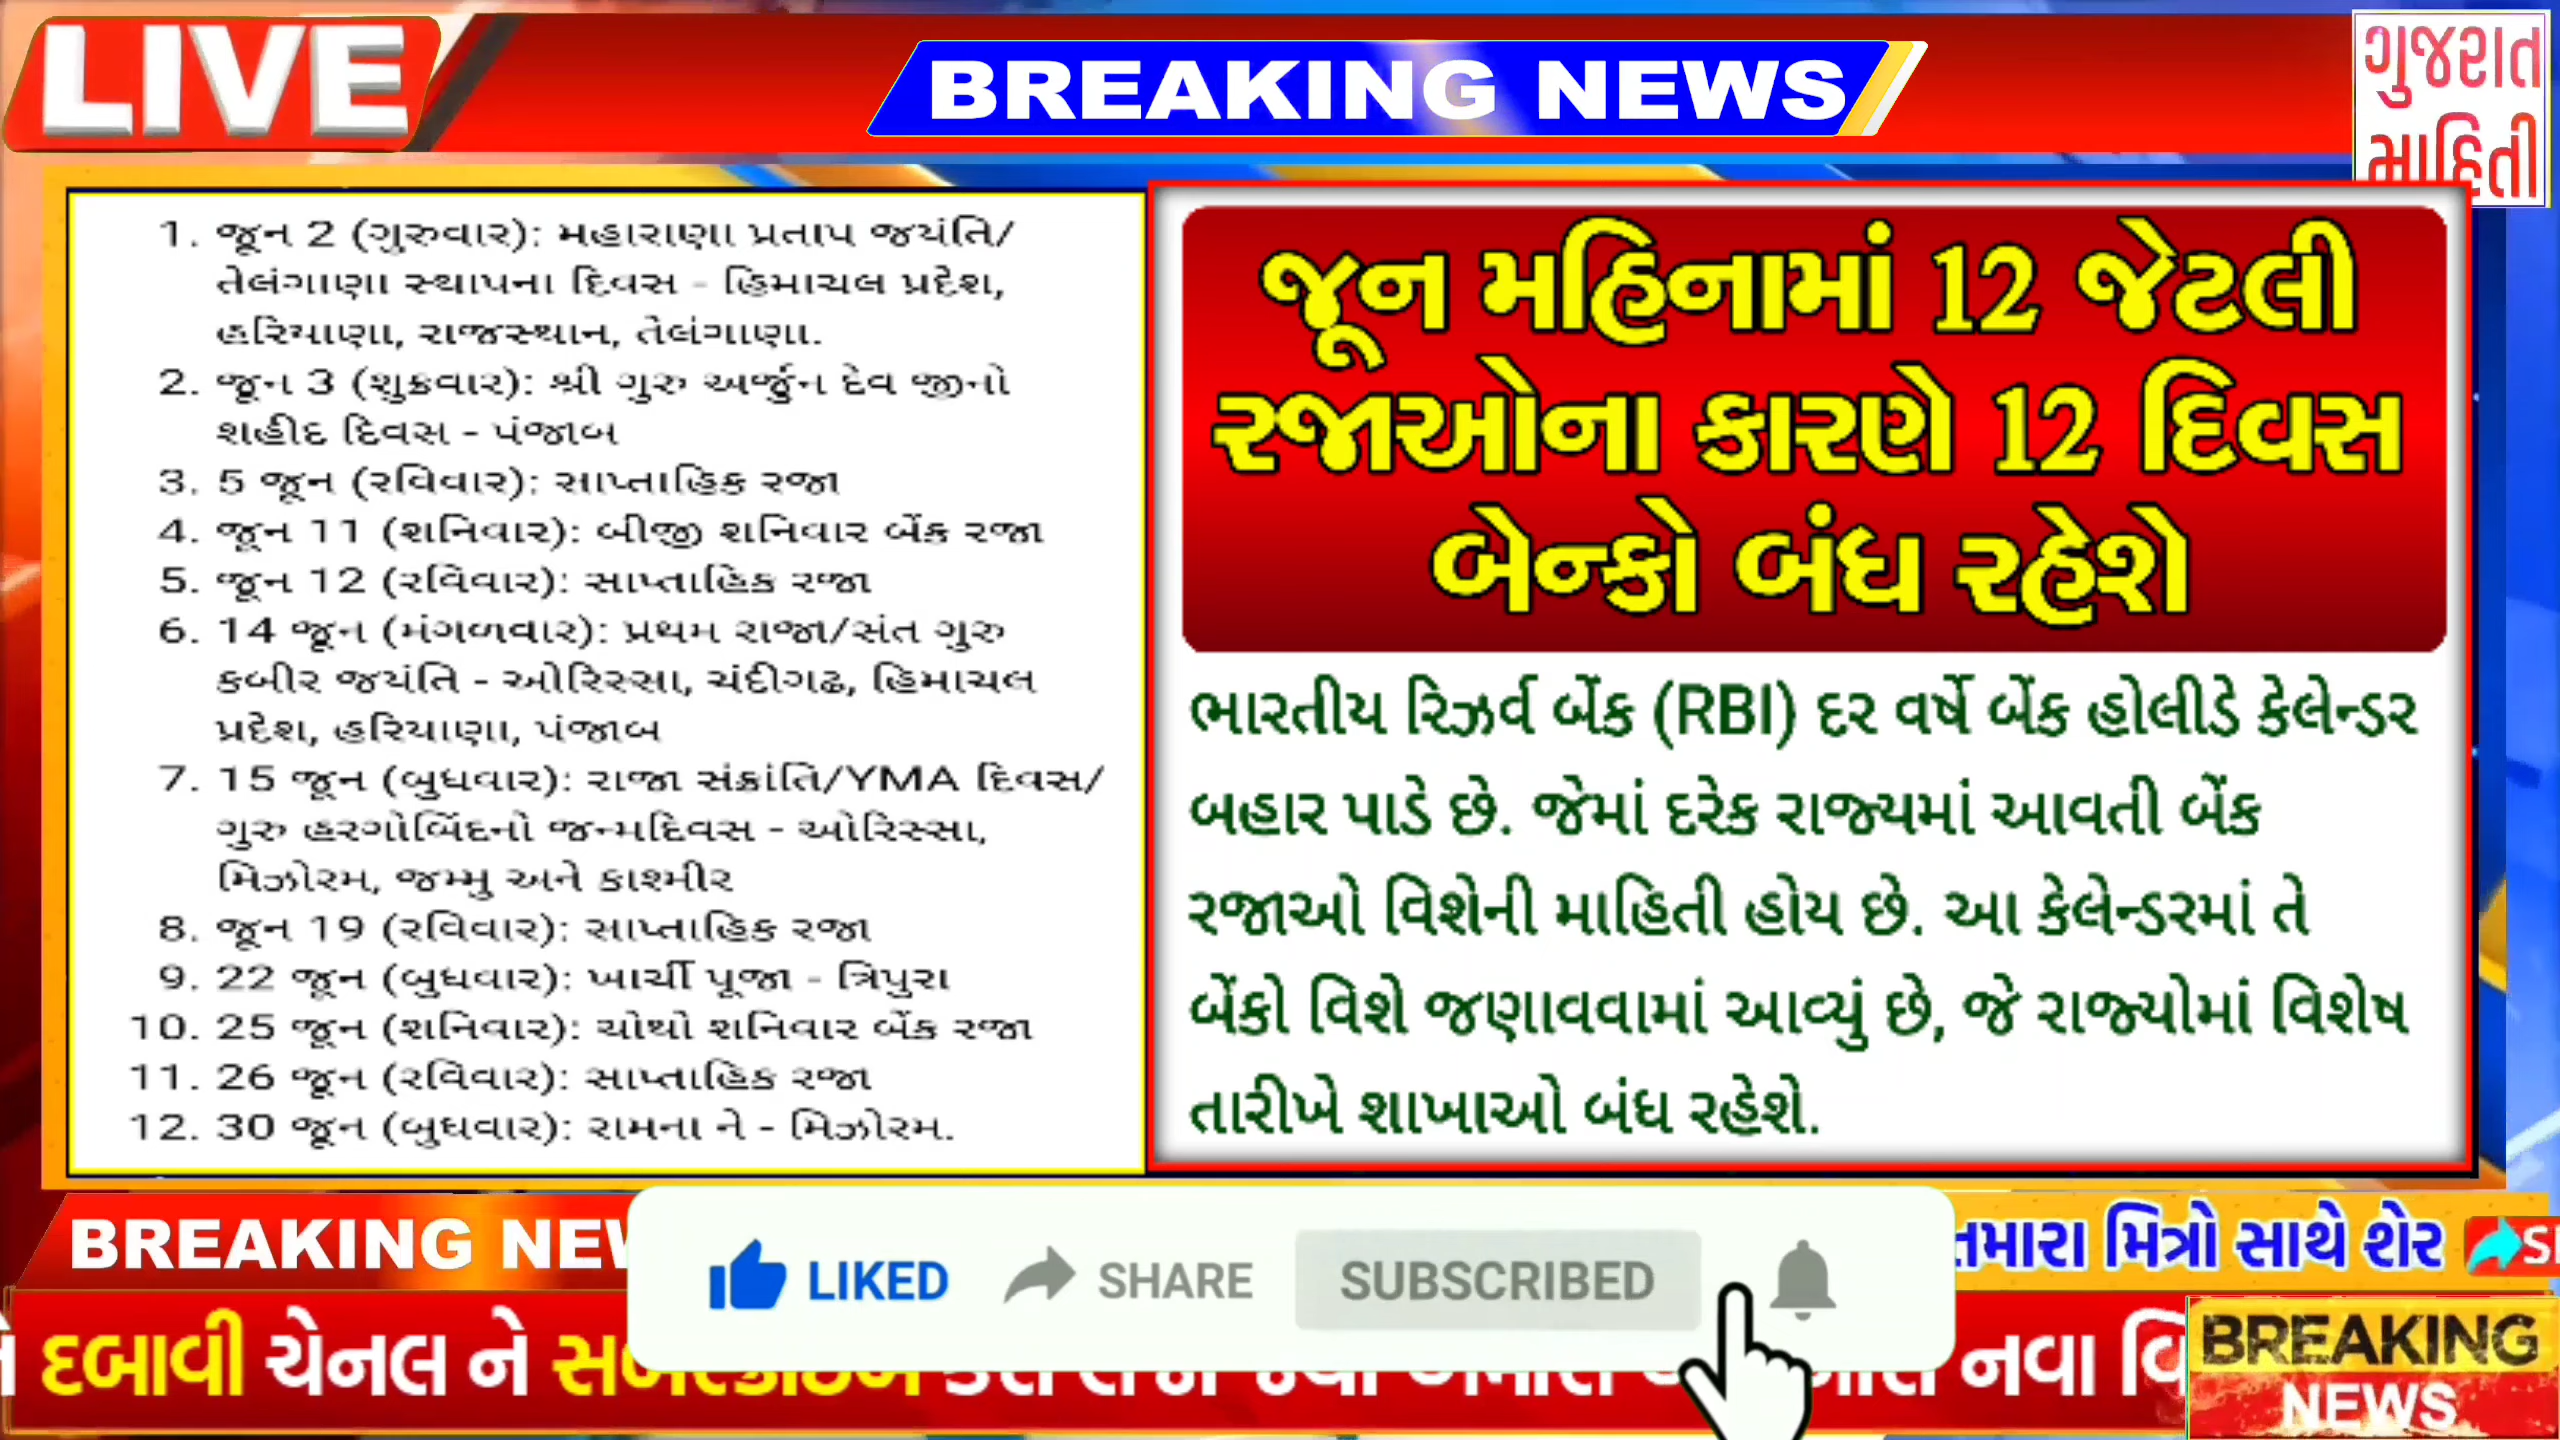 LIVE
BREAKING NEWS
ગુજરાત
માહિતી
1. જૂન 2 (ગુરુવાર): મહારાણા પ્રતાપ જયંતિ/
તેલંગાણા સ્થાપના દિવસ - હિમાચલ પ્રદેશ,
હરિયાણા, રાજસ્થાન, તેલંગાણા.
2. જૂન 3 (શુક્રવાર): શ્રી ગુરુ અર્જુન દેવ જીનો
શહીદ દિવસ - પંજાબ
3. 5 જૂન (રવિવાર): સાપ્તાહિક રજા
4. જૂન 11 (શનિવાર): બીજી શનિવાર બેંક રજા
5. જૂન 12 (રવિવાર): સાપ્તાહિક રજા
6. 14 જૂન (મંગળવાર): પ્રથમ રાજા/સંત ગુરુ
કબીર જયંતિ - ઓરિસ્સા, ચંદીગઢ, હિમાચલ
પ્રદેશ, હરિયાણા, પંજાબ
7. 15 જૂન (બુધવાર): રાજા સંક્રાંતિ/YMA દિવસ/
ગુરુ હરગોબિંદનો જન્મદિવસ - ઓરિસ્સા,
મિઝોરમ, જમ્મુ અને કાશ્મીર
8. જૂન 19 (રવિવાર): સાપ્તાહિક રજા
9. 22 જૂન (બુધવાર): ખાર્ચી પૂજા - ત્રિપુરા
10. 25 જૂન (શનિવાર): ચોથો શનિવાર બેંક રજા
11. 26 જૂન (રવિવાર): સાપ્તાહિક રજા
12. 30 જૂન (બુધવાર): રામના ને - મિઝોરમ.
જૂન મહિનામાં 12 જેટલી
રજાઓના કારણે 12 દિવસ
બેન્કો બંધ રહેશે
ભારતીય રિઝર્વ બેંક (RBI) દર વર્ષે બેંક હોલીડે કેલેન્ડર
બહાર પાડે છે. જેમાં દરેક રાજ્યમાં આવતી બેંક
રજાઓ વિશેની માહિતી હોય છે. આ કેલેન્ડરમાં તે
બેંકો વિશે જણાવવામાં આવ્યું છે, જે રાજ્યોમાં વિશેષ
તારીખે શાખાઓ બંધ રહેશે.
BREAKING
તમારા મિત્રો સાથે શેર
LIKED SHARE SUBSCRIBED
દબાવી ચેનલ ને
નવા
BREAKING
NEWS